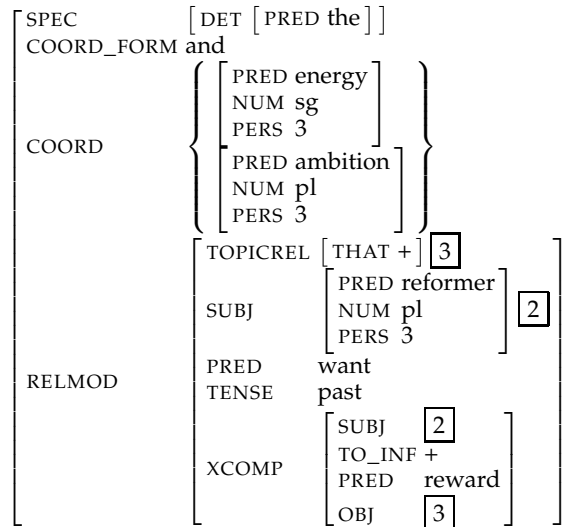 SPEC [DET [PRED the]]
COORD_FORM and
PRED energy
NUM sg
COORD PERS 3
PRED ambition
NUM pl
PERS 3
TOPICREL [THAT +] 3
PRED reformer
SUBJ NUM pl 2
PERS 3
PRED want
RELMOD TENSE past
SUBJ 2
XCOMP TO_INF +
PRED reward
OBJ 3